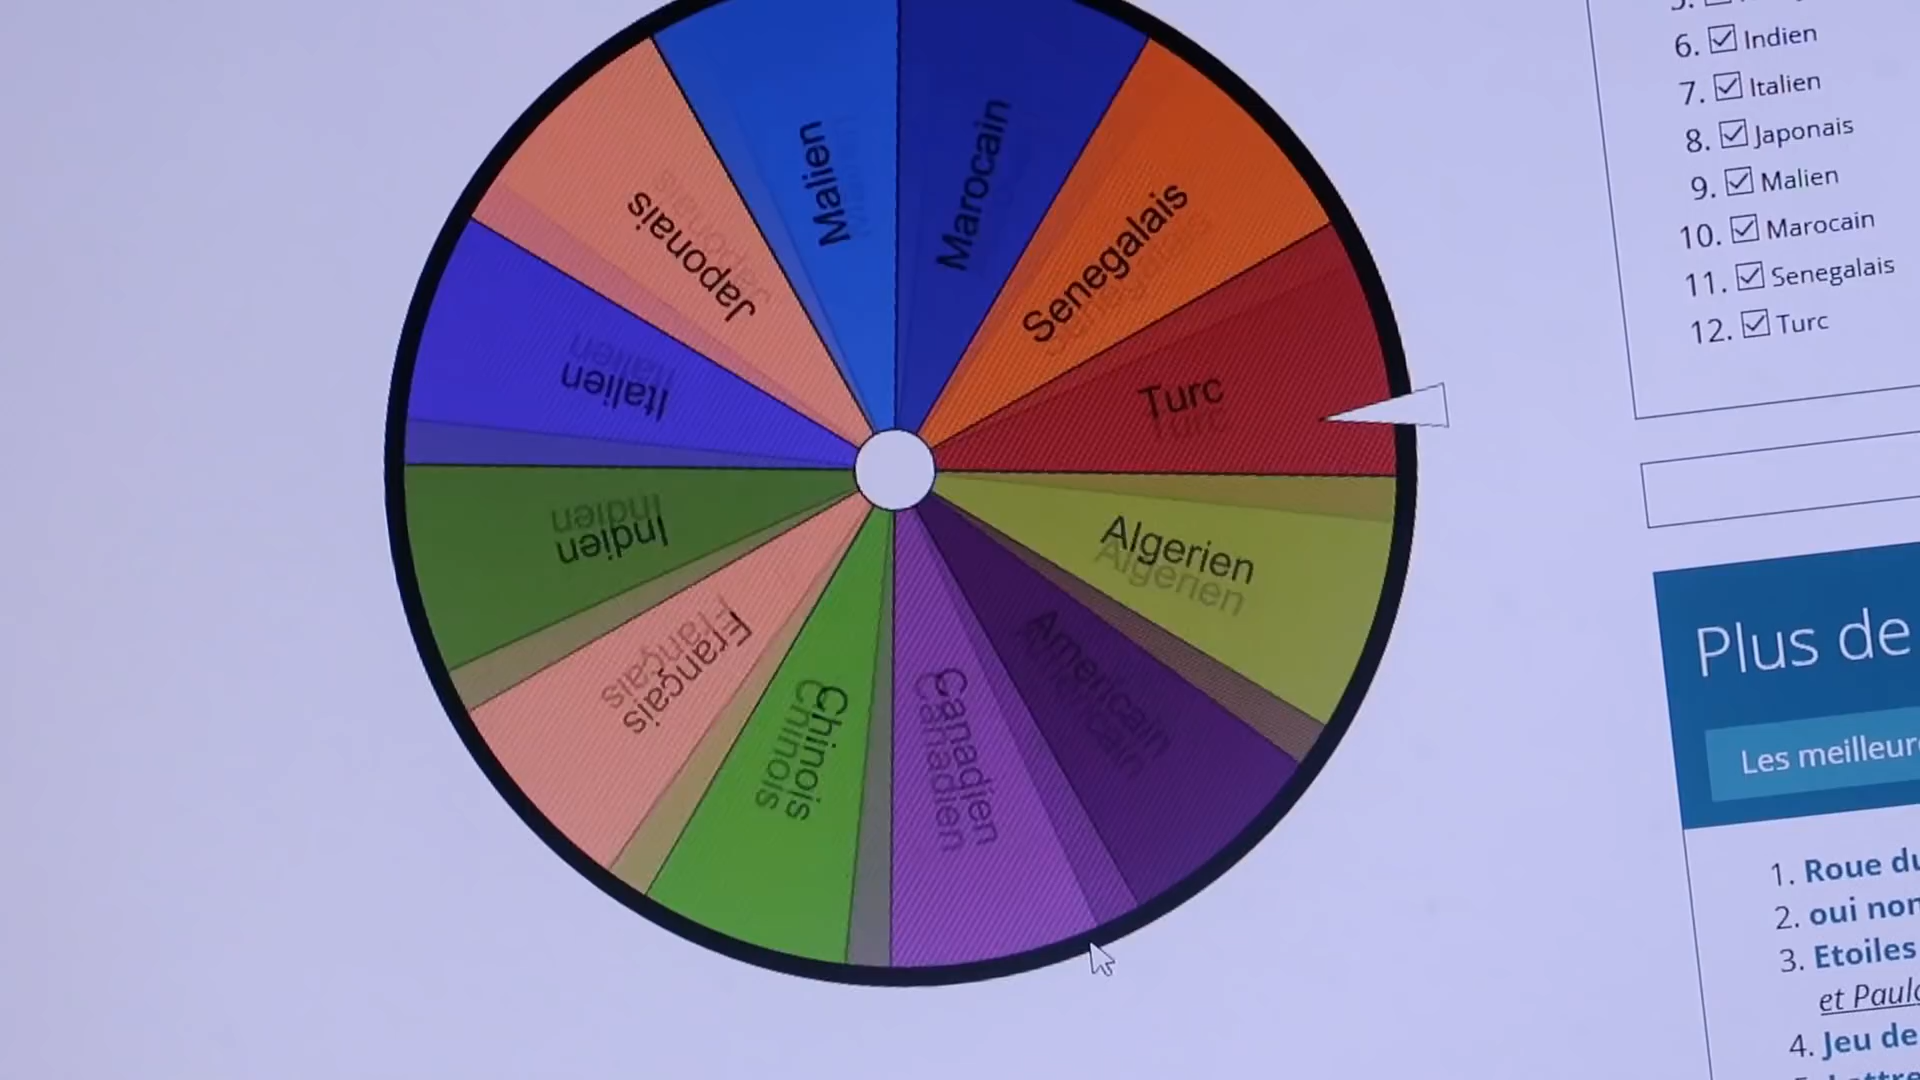 Malien
Marocain
Senegalais
Turc
Algerien
Americain
Canadien
Chinois
Français
Indien
Italien
Japonais
6. Indien
7. Italien
8. Japonais
9. Malien
10. Marocain
11. Senegalais
12. Turc
Plus de
Les meilleur
1. Roue du
2. oui non
3. Etoiles
et Paulo
4. Jeu de